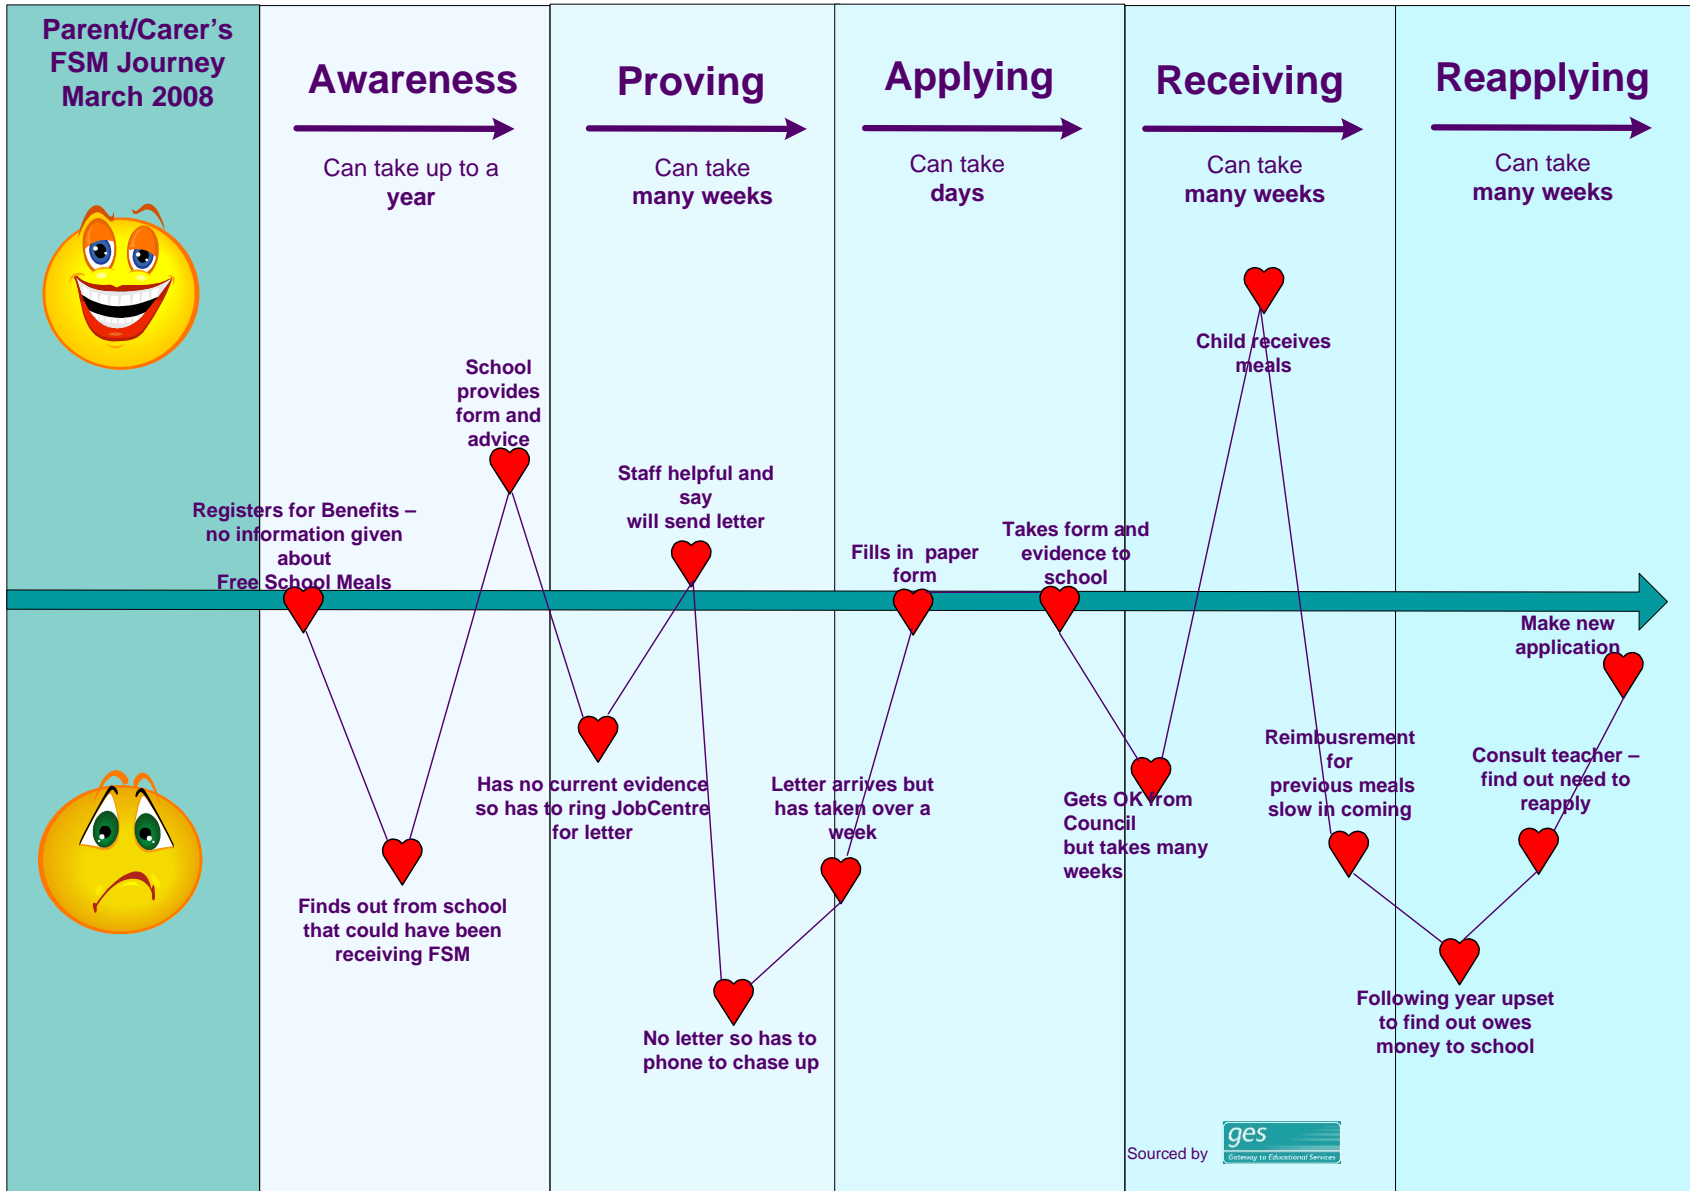 Parent/Carer's
FSM Journey
March 2008
Awareness
Can take up to a
year
Proving
Can take
many weeks
Applying
Can take
days
Receiving
Can take
many weeks
Reapplying
Can take
many weeks
Registers for Benefits –
no information given
about
Free School Meals
Finds out from school
that could have been
receiving FSM
School
provides
form and
advice
Has no current evidence
so has to ring JobCentre
for letter
Staff helpful and
say
will send letter
No letter so has to
phone to chase up
Letter arrives but
has taken over a
week
Fills in paper
form
Takes form and
evidence to
school
Gets OK from
Council
but takes many
weeks
Child receives
meals
Reimbusrement
for
previous meals
slow in coming
Following year upset
to find out owes
money to school
Consult teacher –
find out need to
reapply
Make new
application
Sourced by
ges
Gateway to Educational Services